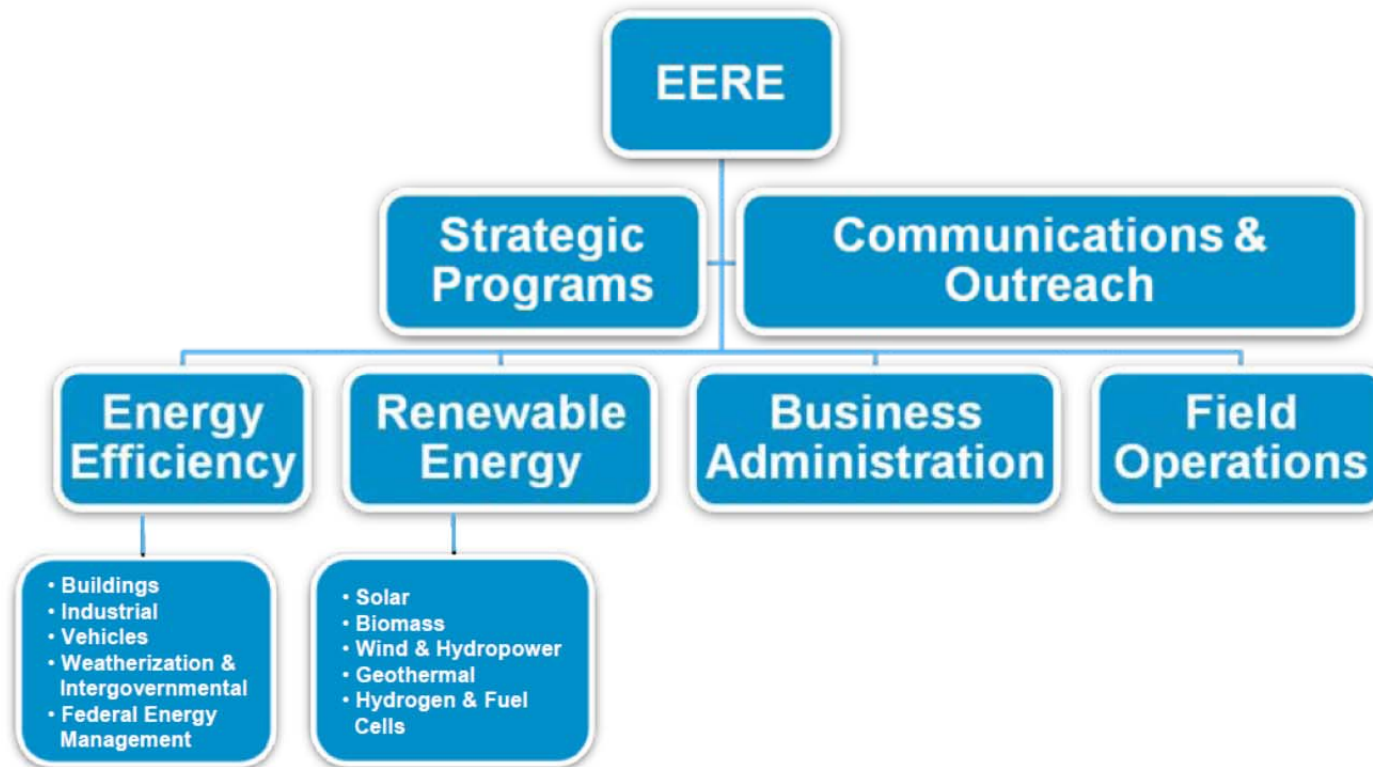 EERE
Strategic
Programs
Communications &
Outreach
Energy
Efficiency
Renewable
Energy
Business
Administration
Field
Operations
• Buildings
• Industrial
• Vehicles
• Weatherization &
Intergovernmental
• Federal Energy
Management
• Solar
• Biomass
• Wind & Hydropower
• Geothermal
• Hydrogen & Fuel
Cells